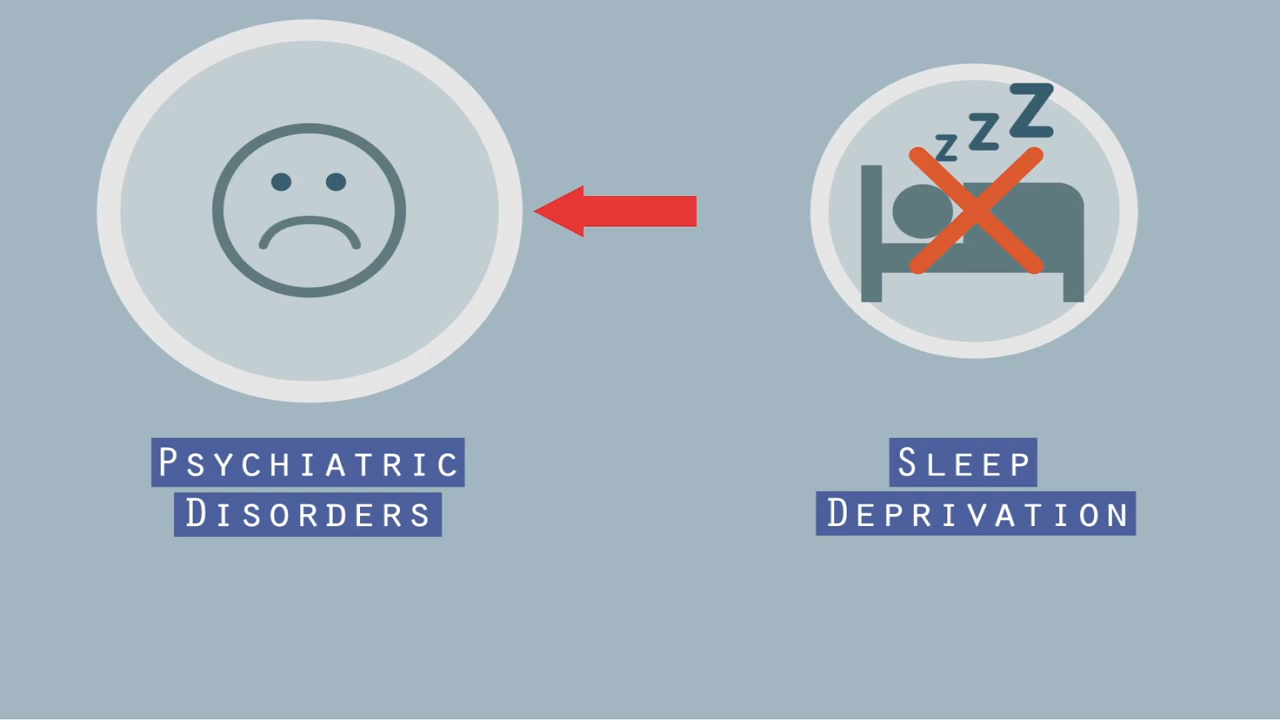 z z Z
Psychiatric
Disorders
Sleep
Deprivation